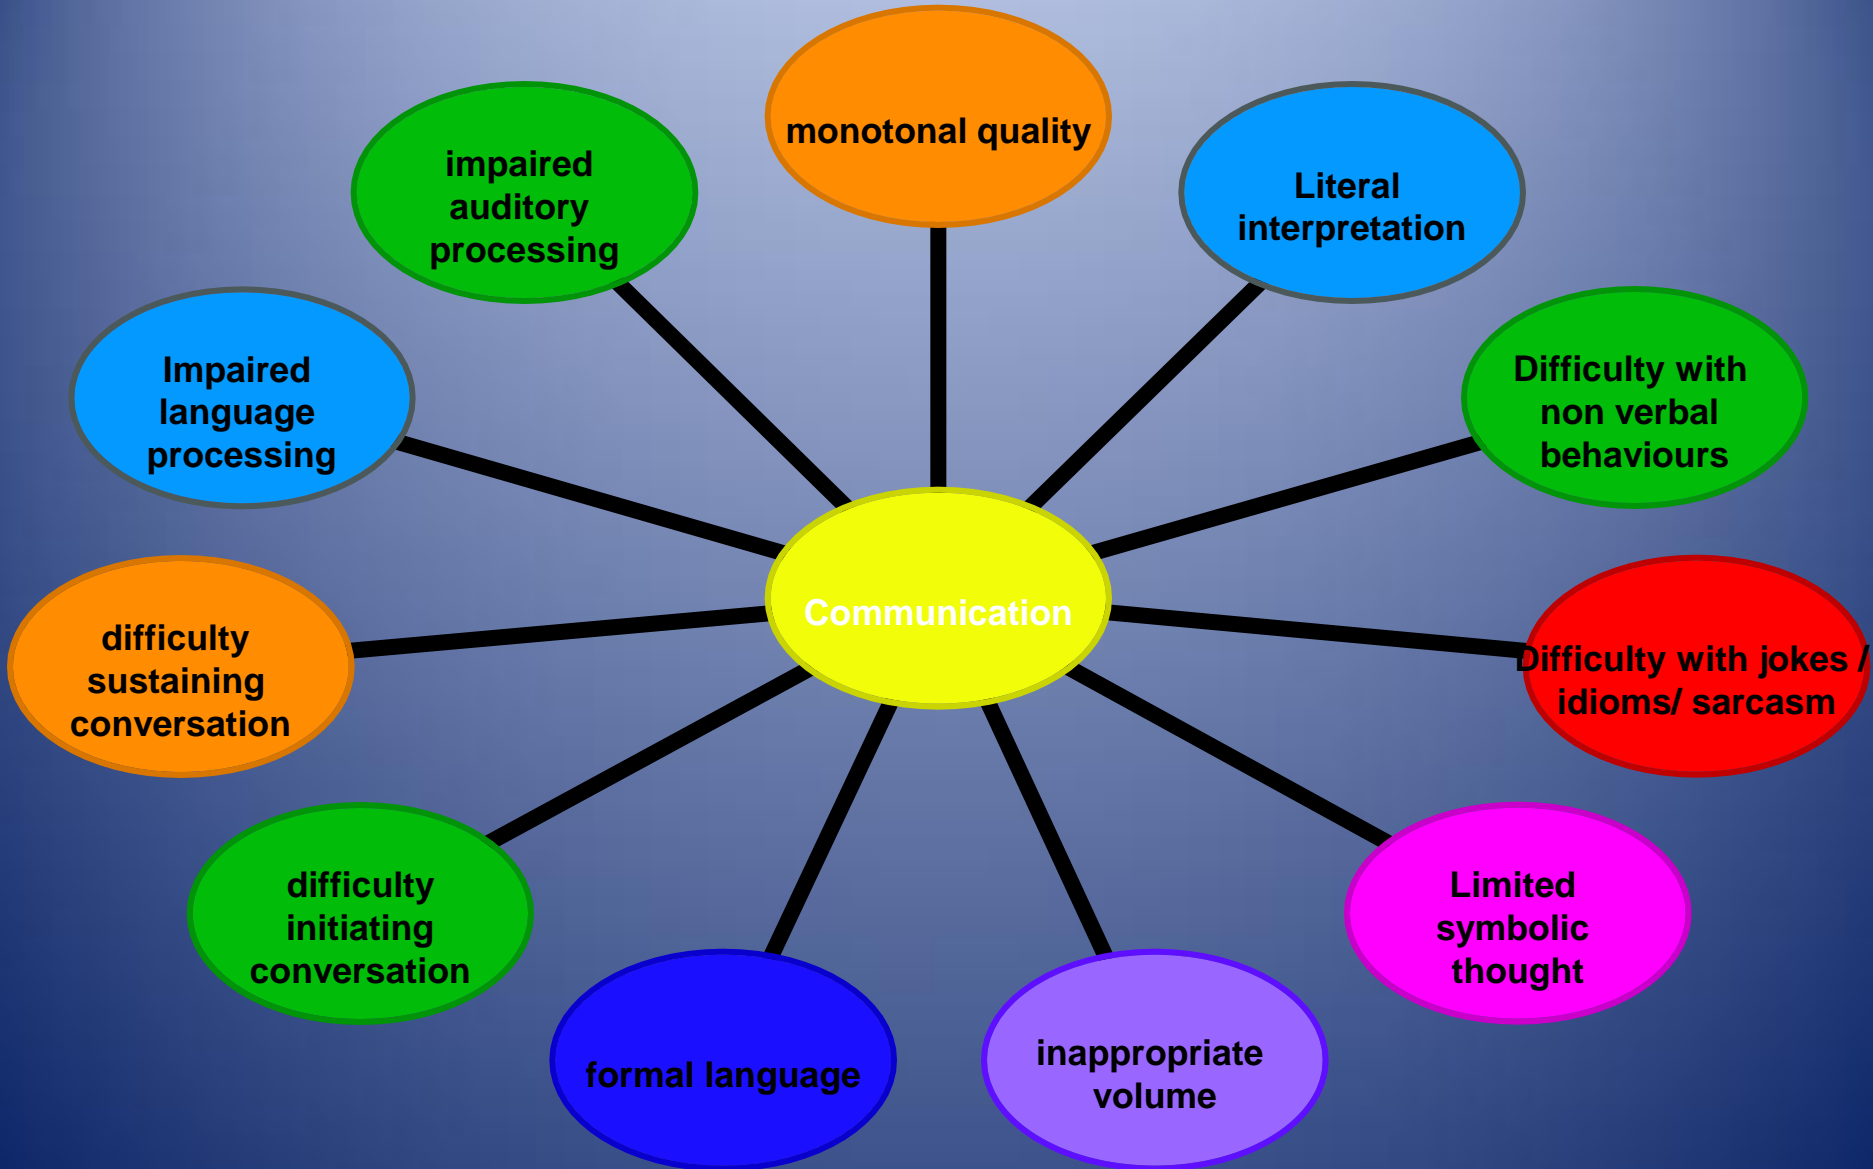 monotonal quality
impaired
auditory
processing
Literal
interpretation
Impaired
language
processing
Difficulty with
non verbal
behaviours
Communication
difficulty
sustaining
conversation
Difficulty with jokes /
idioms/ sarcasm
difficulty
initiating
conversation
Limited
symbolic
thought
formal language
inappropriate
volume